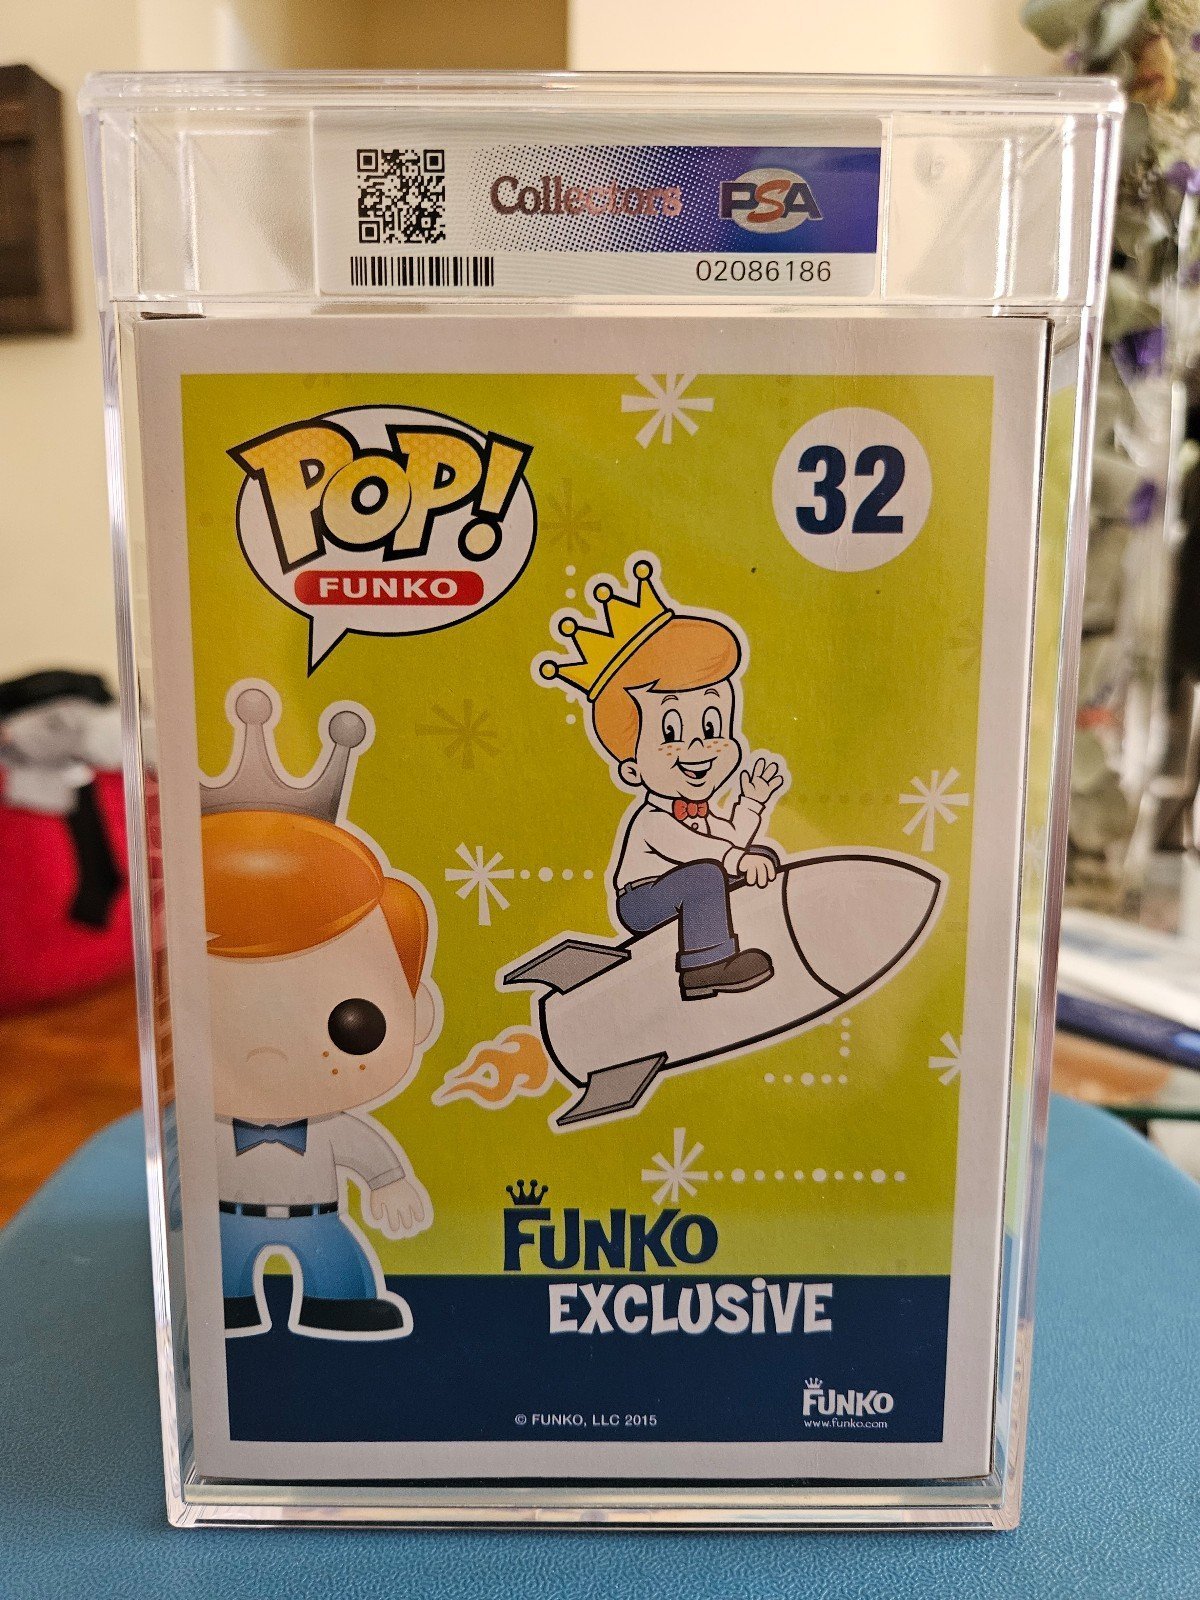 Collectors PSA
02086186
POP!
FUNKO
32
FUNKO
EXCLUSiVE
© FUNKO, LLC 2015
FUNKO
www.funko.com